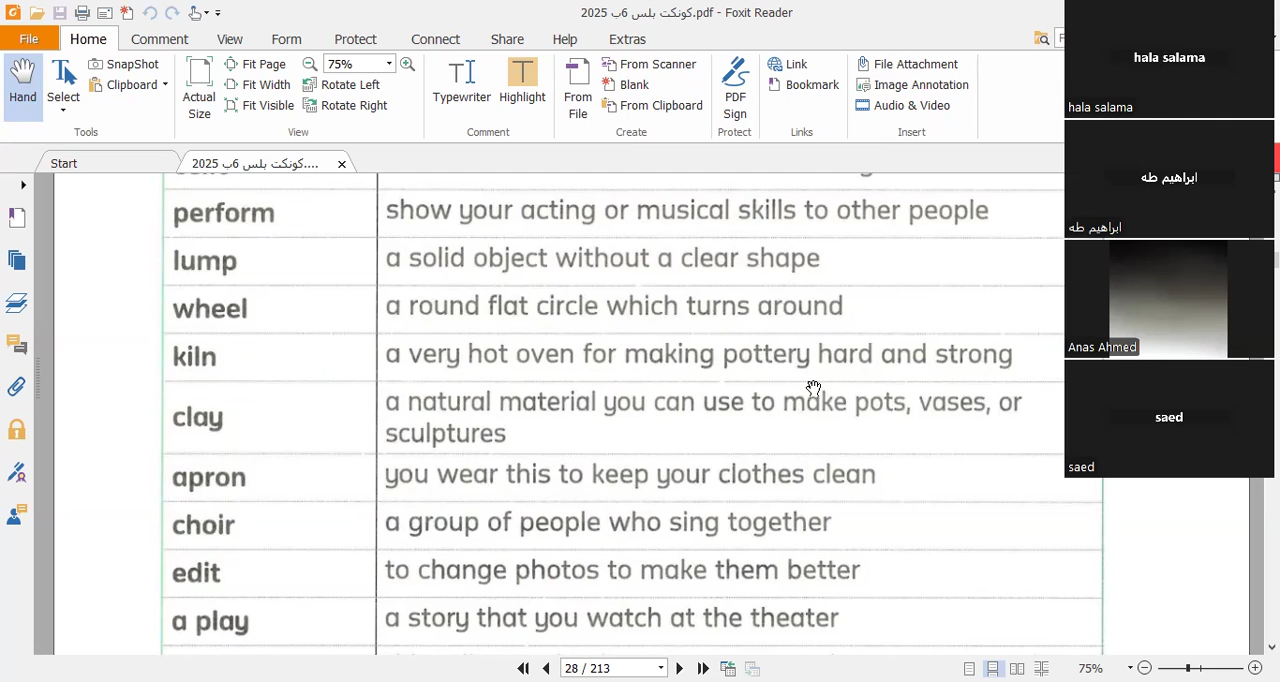 كونكت بلس 6ب 2025.pdf - Foxit Reader
File
Home
Comment
View
Form
Protect
Connect
Share
Help
Extras
Hand
Select
SnapShot
Clipboard
Tools
Actual Size
Fit Page
Fit Width
Fit Visible
75%
Rotate Left
Rotate Right
View
Typewriter
Highlight
Comment
From File
From Scanner
Blank
From Clipboard
Create
PDF Sign
Protect
Link
Bookmark
Links
File Attachment
Image Annotation
Audio & Video
Insert
Start
كونكت بلس 6ب 2025....
perform show your acting or musical skills to other people
lump a solid object without a clear shape
wheel a round flat circle which turns around
kiln a very hot oven for making pottery hard and strong
clay a natural material you can use to make pots, vases, or
sculptures
apron you wear this to keep your clothes clean
choir a group of people who sing together
edit to change photos to make them better
a play a story that you watch at the theater
hala salama
hala salama
ابراهيم طه
ابراهيم طه
Anas Ahmed
saed
saed
28 / 213
75%